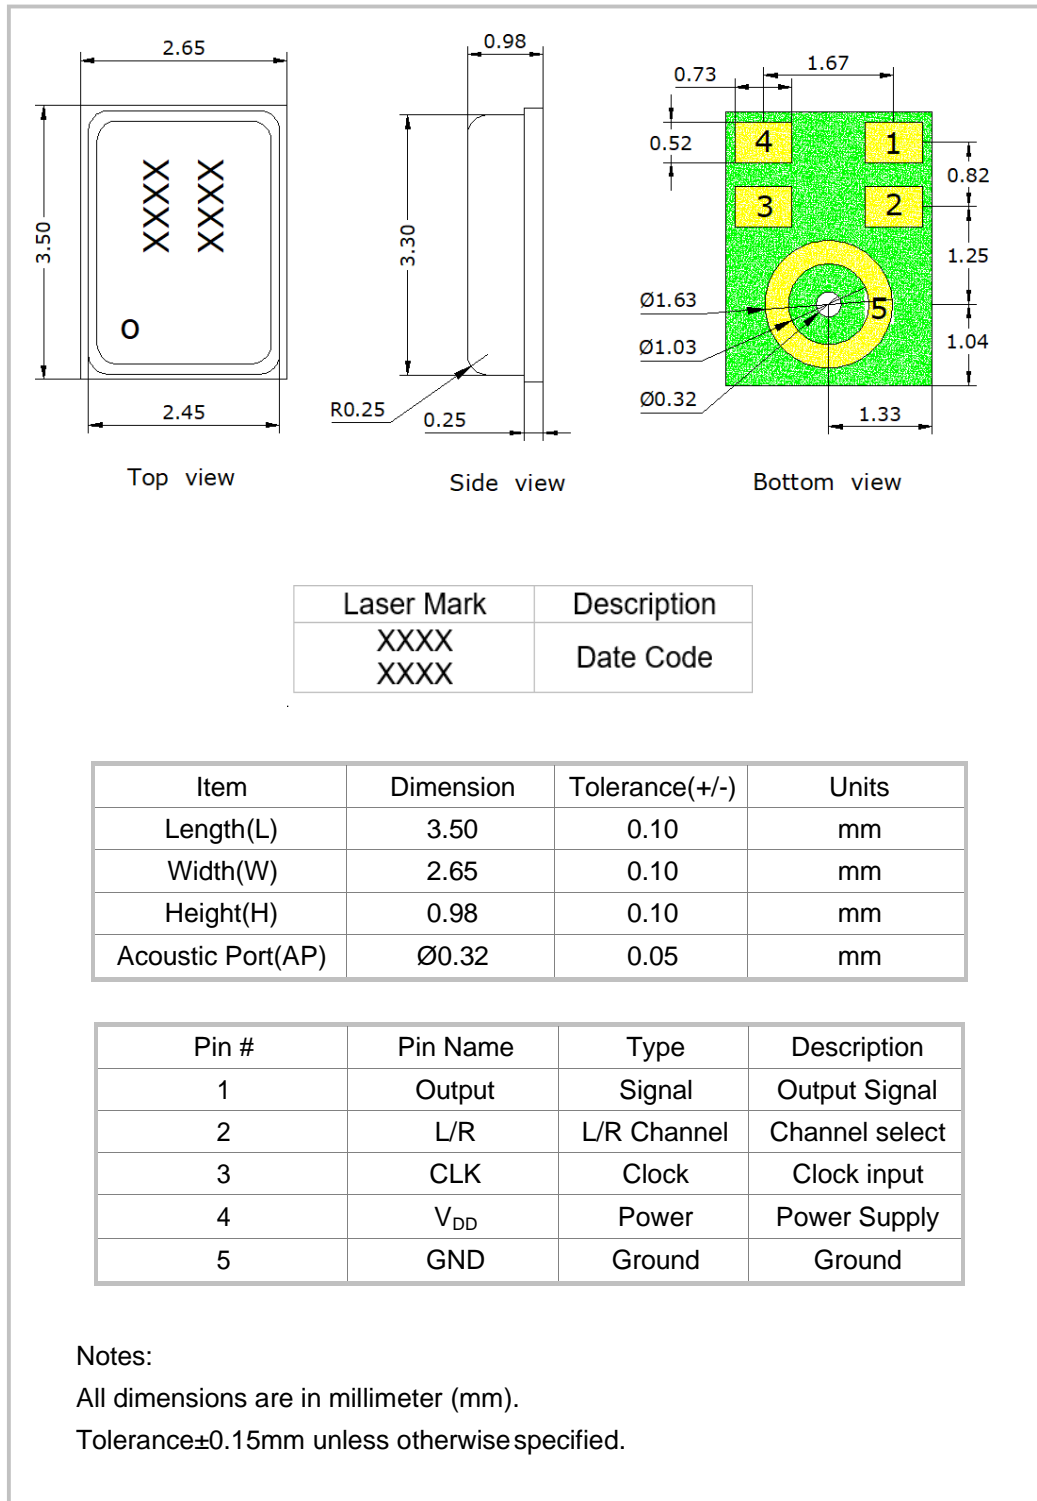 2.65
3.50
XXXX XXXX
O
2.45
Top view
0.98
3.30
R0.25
0.25
Side view
1.67
0.73
0.52
4
1
3
2
0.82
1.25
5
Ø1.63
Ø1.03
Ø0.32
1.04
1.33
Bottom view
Laser Mark Description
XXXX
XXXX
Date Code
Item Dimension Tolerance(+/-) Units
Length(L) 3.50 0.10 mm
Width(W) 2.65 0.10 mm
Height(H) 0.98 0.10 mm
Acoustic Port(AP) Ø0.32 0.05 mm
Pin # Pin Name Type Description
1 Output Signal Output Signal
2 L/R L/R Channel Channel select
3 CLK Clock Clock input
4 VDD Power Power Supply
5 GND Ground Ground
Notes:
All dimensions are in millimeter (mm).
Tolerance±0.15mm unless otherwise specified.